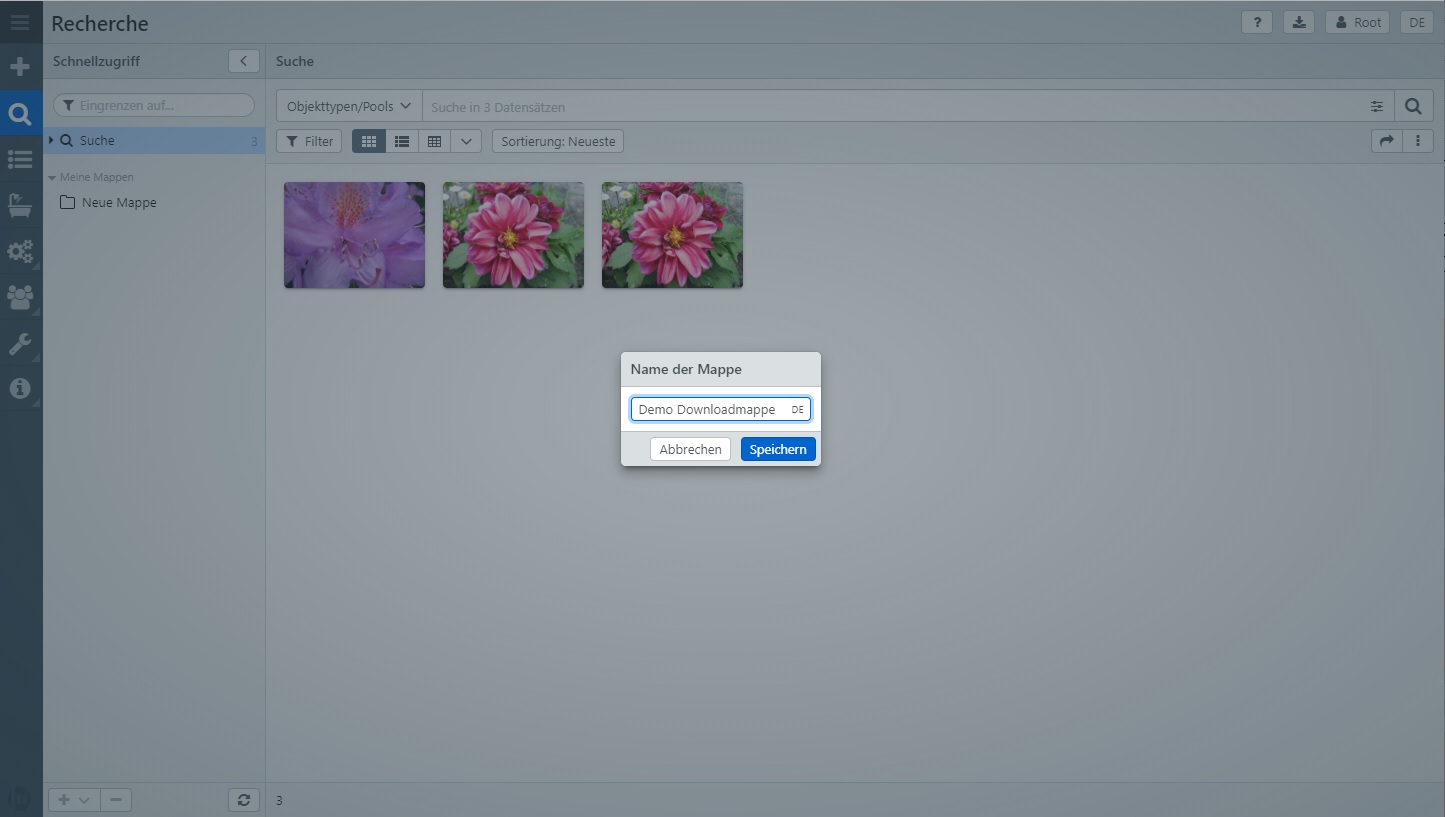 Recherche
?
Root
DE
Schnellzugriff
Suche
Eingrenzen auf...
Objekttypen/Pools
Suche in 3 Datensätzen
Suche 3
Filter
Sortierung: Neueste
Meine Mappen
Neue Mappe
Name der Mappe
Demo Downloadmappe DE
Abbrechen
Speichern
3